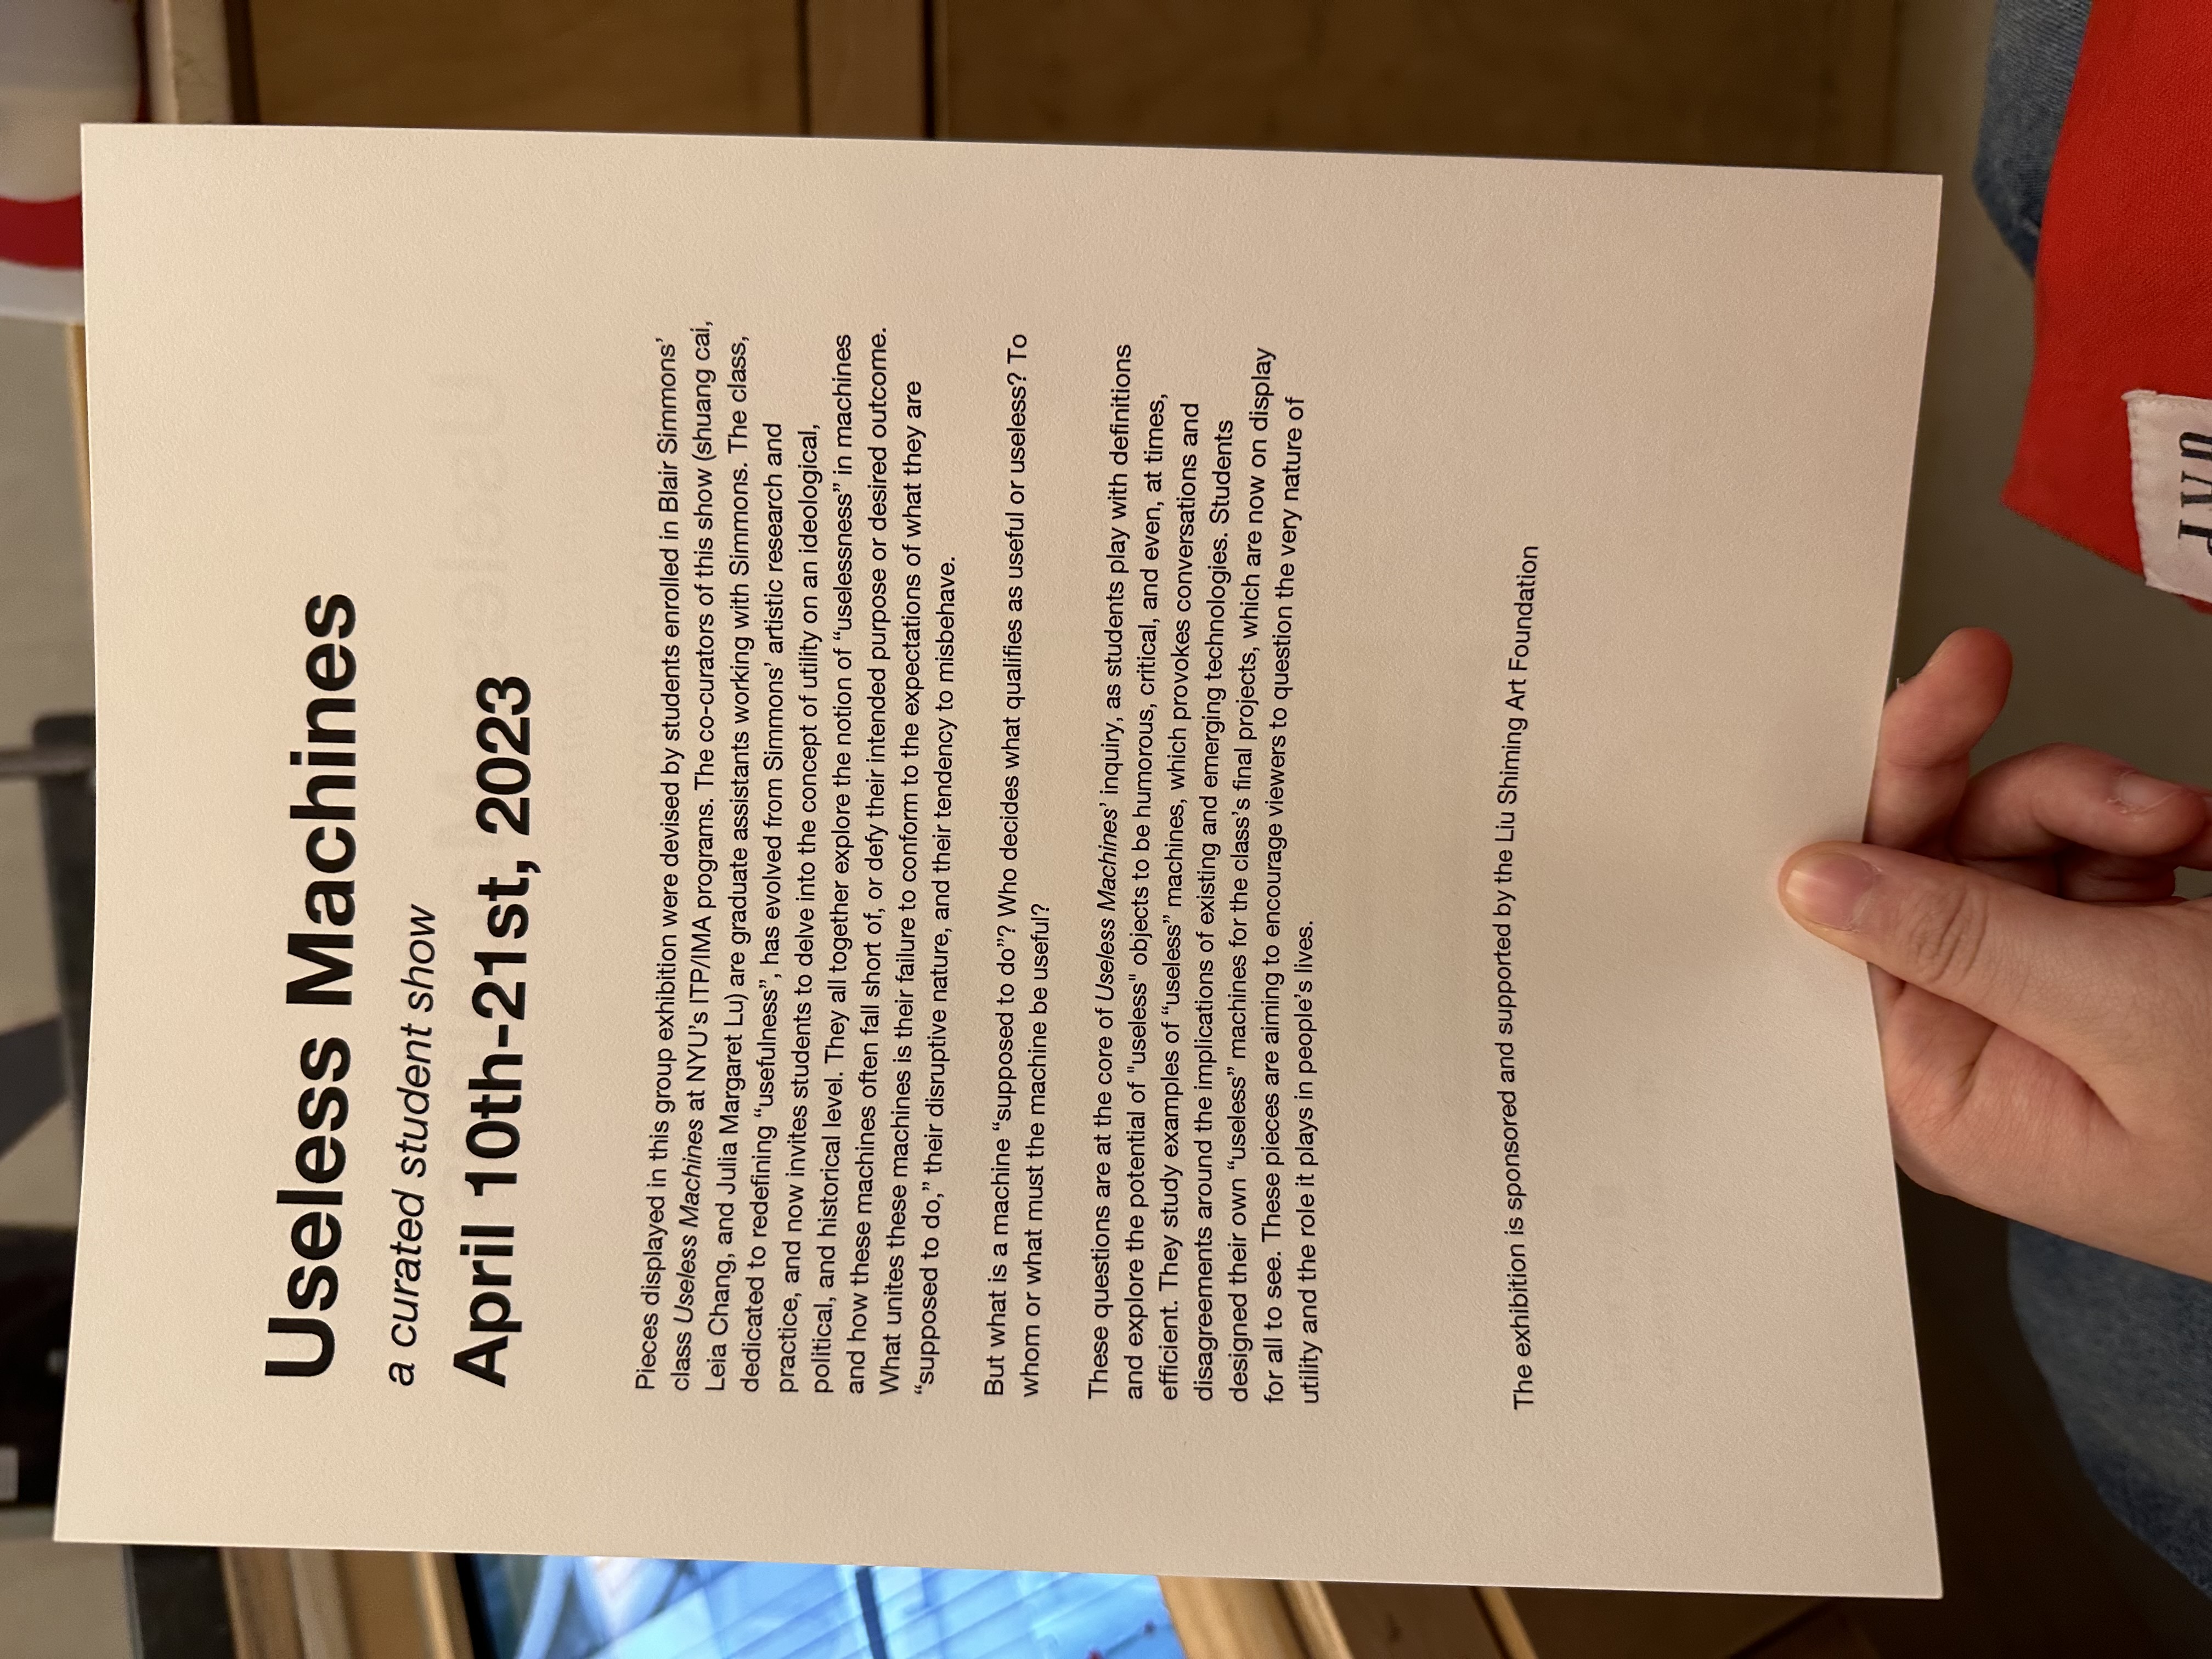 Useless Machines
a curated student show
April 10th-21st, 2023
Pieces displayed in this group exhibition were devised by students enrolled in Blair Simmons’
class Useless Machines at NYU’s ITP/IMA programs. The co-curators of this show (shuang cai,
Leia Chang, and Julia Margaret Lu) are graduate assistants working with Simmons. The class,
dedicated to redefining “usefulness”, has evolved from Simmons’ artistic research and
practice, and now invites students to delve into the concept of utility on an ideological,
political, and historical level. They all together explore the notion of “uselessness” in machines
and how these machines often fall short of, or defy their intended purpose or desired outcome.
What unites these machines is their failure to conform to the expectations of what they are
“supposed to do,” their disruptive nature, and their tendency to misbehave.
But what is a machine “supposed to do”? Who decides what qualifies as useful or useless? To
whom or what must the machine be useful?
These questions are at the core of Useless Machines’ inquiry, as students play with definitions
and explore the potential of "useless" objects to be humorous, critical, and even, at times,
efficient. They study examples of “useless” machines, which provokes conversations and
disagreements around the implications of existing and emerging technologies. Students
designed their own “useless” machines for the class’s final projects, which are now on display
for all to see. These pieces are aiming to encourage viewers to question the very nature of
utility and the role it plays in people’s lives.
The exhibition is sponsored and supported by the Liu Shiming Art Foundation